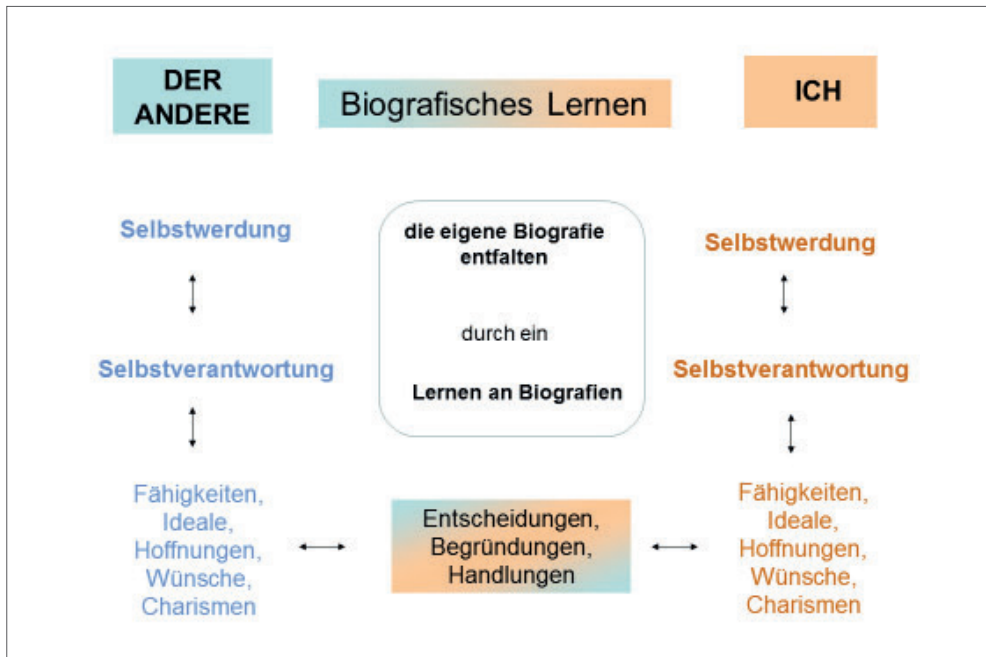 DER
ANDERE
Biografisches Lernen
ICH
Selbstwerdung
die eigene Biografie
entfalten
Selbstwerdung
durch ein
Selbstverantwortung
Lernen an Biografien
Selbstverantwortung
Fähigkeiten,
Ideale,
Hoffnungen,
Wünsche,
Charismen
Entscheidungen,
Begründungen,
Handlungen
Fähigkeiten,
Ideale,
Hoffnungen,
Wünsche,
Charismen